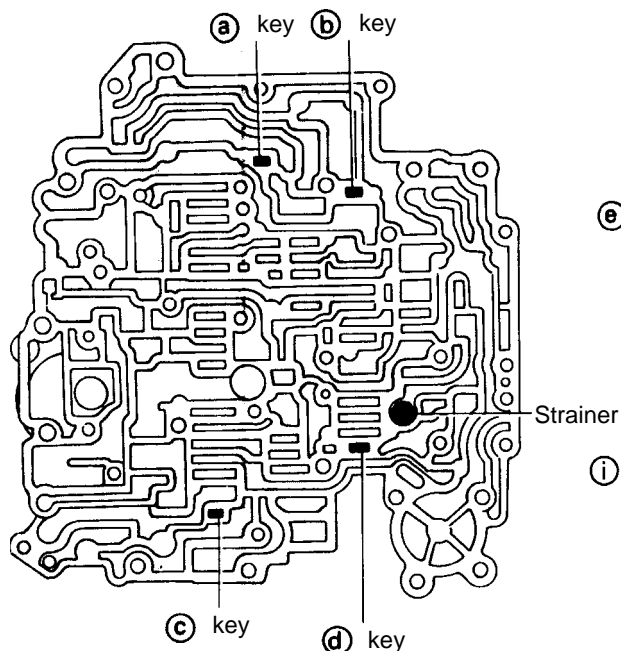 ⓐ key ⓑ key
ⓔ
Strainer
ⓘ
ⓒ key ⓓ key